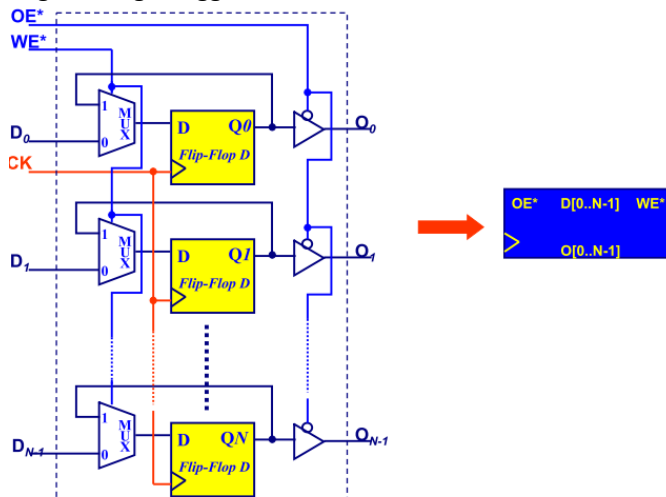 OE*
WE*
1
MUX
0
D0
D
Q0
Flip-Flop D
O0
CK
1
MUX
0
D1
D
Q1
Flip-Flop D
O1
OE* D[0..N-1] WE*
O[0..N-1]
1
MUX
0
DN-1
D
QN
Flip-Flop D
ON-1